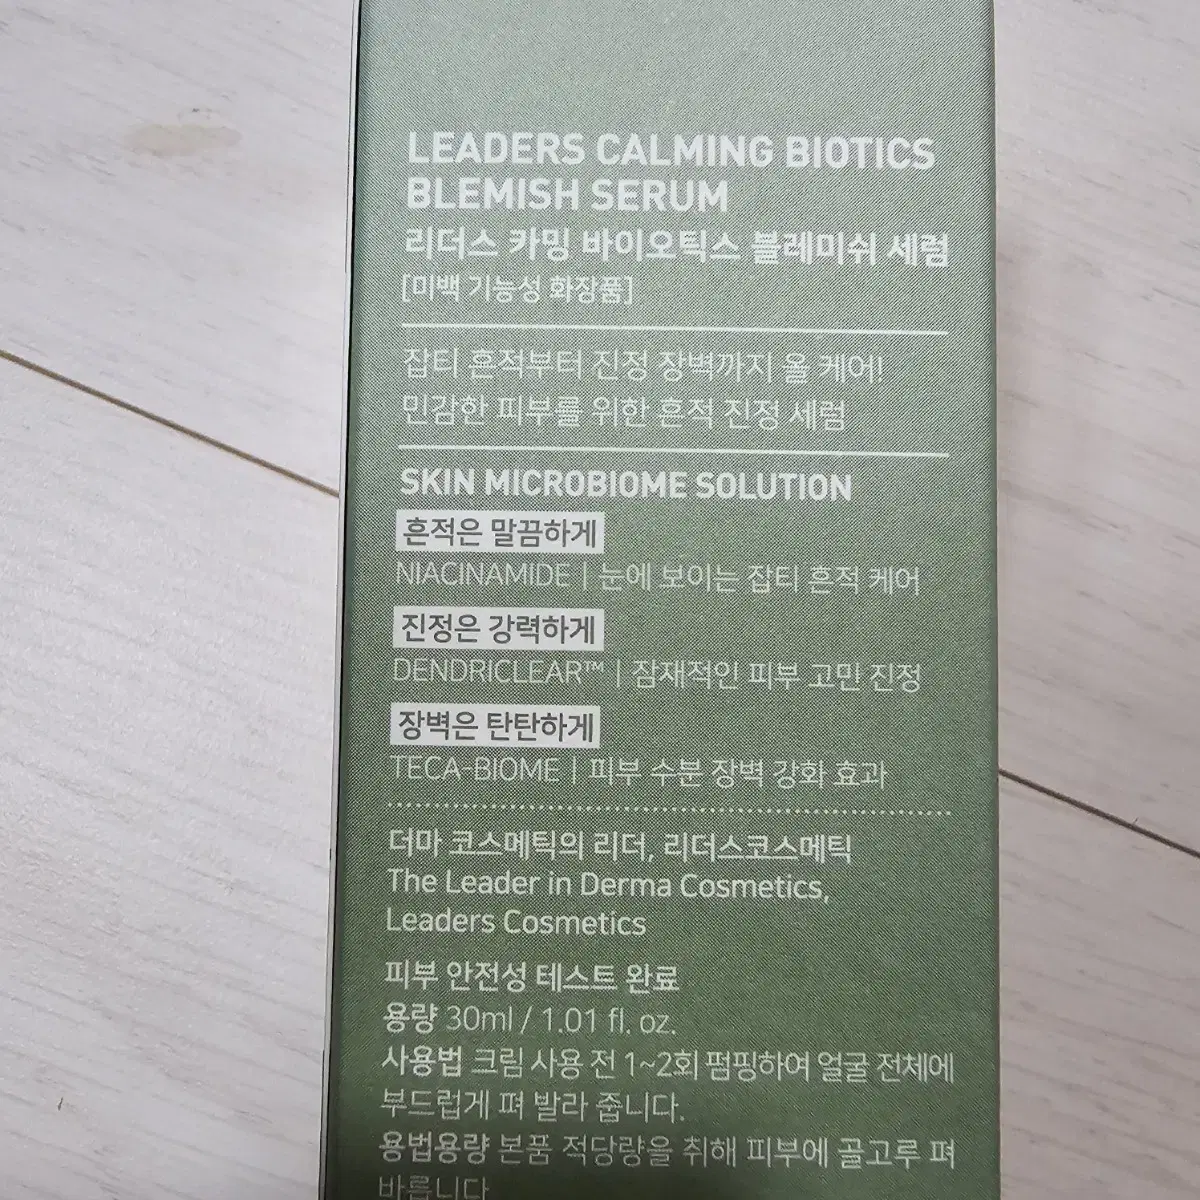 LEADERS CALMING BIOTICS
BLEMISH SERUM
리더스 카밍 바이오틱스 블레미쉬 세럼
[미백 기능성 화장품]
잡티 흔적부터 진정 장벽까지 올 케어!
민감한 피부를 위한 흔적 진정 세럼
SKIN MICROBIOME SOLUTION
흔적은 말끔하게
NIACINAMIDE | 눈에 보이는 잡티 흔적 케어
진정은 강력하게
DENDRICLEAR™ | 잠재적인 피부 고민 진정
장벽은 탄탄하게
TECA-BIOME | 피부 수분 장벽 강화 효과
더마 코스메틱의 리더, 리더스코스메틱
The Leader in Derma Cosmetics,
Leaders Cosmetics
피부 안전성 테스트 완료
용량 30ml / 1.01 fl. oz.
사용법 크림 사용 전 1~2회 펌핑하여 얼굴 전체에
부드럽게 펴 발라 줍니다.
용법용량 본품 적당량을 취해 피부에 골고루 펴
바릅니다